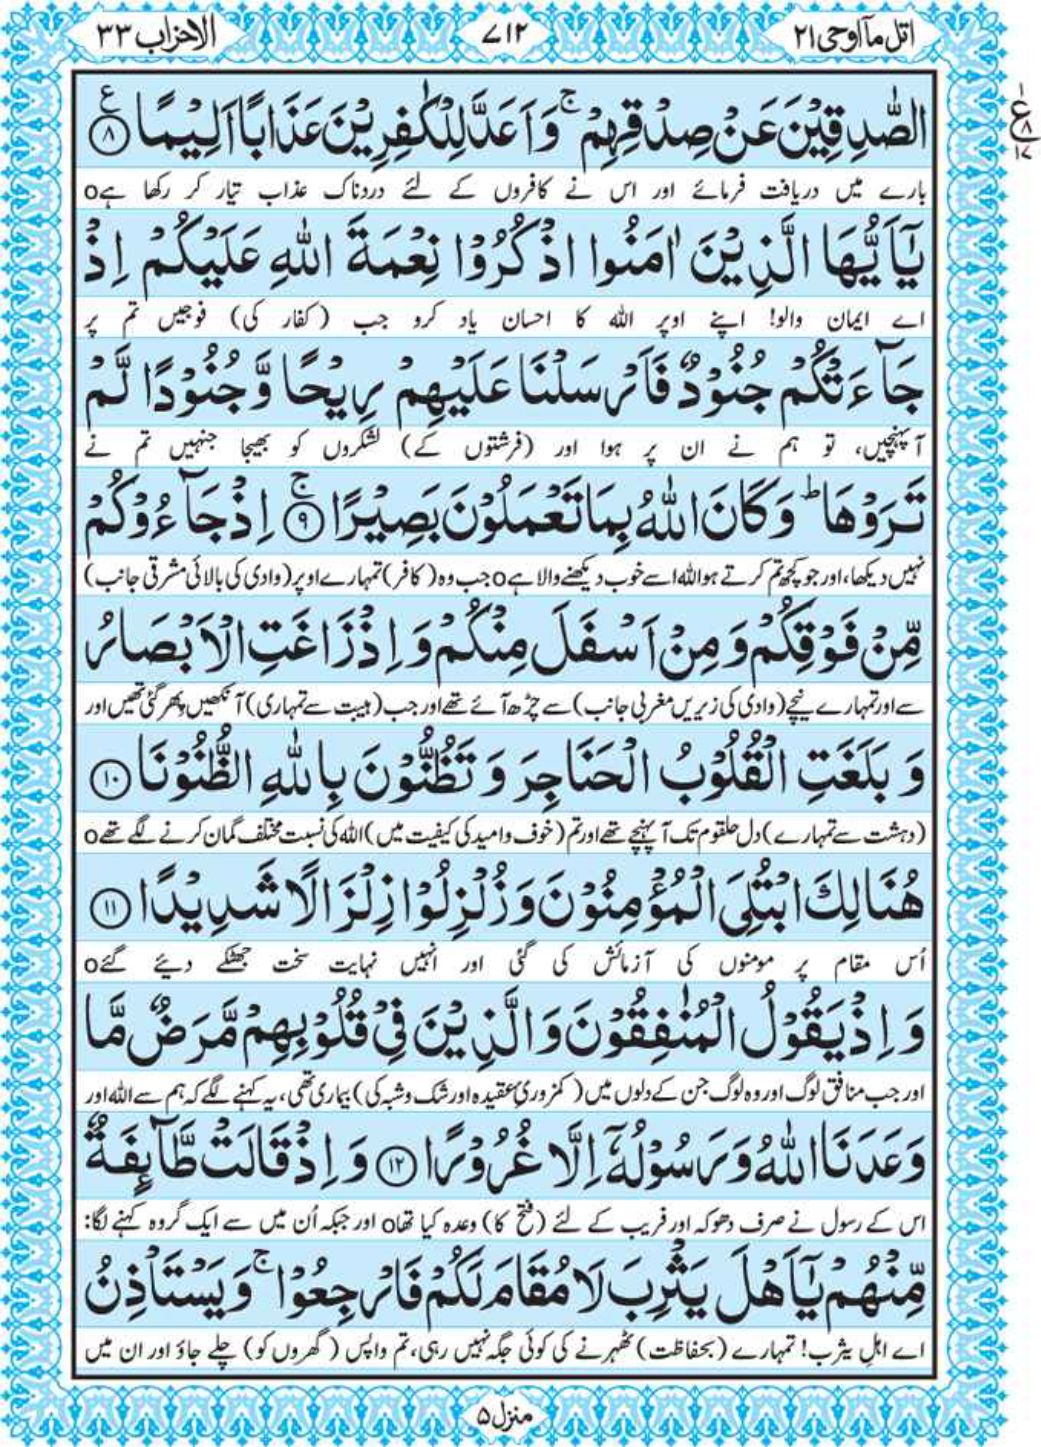 اتل مآ اوحی ۲۱
۷۱۲
الاحزاب ۳۳
الصّٰدِقِيْنَ عَنْ صِدْقِهِمْ ۚ وَاَعَدَّ لِلْكٰفِرِيْنَ عَذَابًا اَلِيْمًا ۸ ع
بارے میں دریافت فرمائے اور اس نے کافروں کے لئے دردناک عذاب تیار کر رکھا ہے o
يٰۤاَيُّهَا الَّذِيْنَ اٰمَنُوا اذْكُرُوْا نِعْمَةَ اللّٰهِ عَلَيْكُمْ اِذْ
اے ایمان والو! اپنے اوپر اللہ کا احسان یاد کرو جب (کفار کی) فوجیں تم پر
جَآءَتْكُمْ جُنُوْدٌ فَاَرْسَلْنَا عَلَيْهِمْ رِيْحًا وَّ جُنُوْدًا لَّمْ
آ پہنچیں، تو ہم نے ان پر ہوا اور (فرشتوں کے) لشکروں کو بھیجا جنہیں تم نے
تَرَوْهَا ؕ وَكَانَ اللّٰهُ بِمَا تَعْمَلُوْنَ بَصِيْرًا ۹ ۚ اِذْ جَآءُوْكُمْ
نہیں دیکھا، اور جو کچھ تم کرتے ہو اللہ اسے خوب دیکھنے والا ہے o جب وہ (کافر) تمہارے اوپر (وادی کی بالائی مشرقی جانب)
مِّنْ فَوْقِكُمْ وَ مِنْ اَسْفَلَ مِنْكُمْ وَ اِذْ زَاغَتِ الْاَبْصَارُ
سے اور تمہارے نیچے (وادی کی زیریں مغربی جانب) سے چڑھ آئے تھے اور جب (ہیبت سے تمہاری) آنکھیں پھر گئی تھیں اور
وَ بَلَغَتِ الْقُلُوْبُ الْحَنَاجِرَ وَ تَظُنُّوْنَ بِاللّٰهِ الظُّنُوْنَا ۱۰
(دہشت سے تمہارے) دل حلقوم تک آ پہنچے تھے اور تم (خوف و امید کی کیفیت میں) اللہ کی نسبت مختلف گمان کرنے لگے تھے o
هُنَالِكَ ابْتُلِيَ الْمُؤْمِنُوْنَ وَ زُلْزِلُوْا زِلْزَالًا شَدِيْدًا ۱۱
اُس مقام پر مومنوں کی آزمائش کی گئی اور انہیں نہایت سخت جھٹکے دیئے گئے o
وَ اِذْ يَقُوْلُ الْمُنٰفِقُوْنَ وَ الَّذِيْنَ فِيْ قُلُوْبِهِمْ مَّرَضٌ مَّا
اور جب منافق لوگ اور وہ لوگ جن کے دلوں میں (کمزوریِ عقیدہ اور شک و شبہ کی) بیماری تھی، یہ کہنے لگے کہ ہم سے اللہ اور
وَعَدَنَا اللّٰهُ وَ رَسُوْلُهٗۤ اِلَّا غُرُوْرًا ۱۲ وَ اِذْ قَالَتْ طَّآئِفَةٌ
اس کے رسول نے صرف دھوکہ اور فریب کے لئے (فتح کا) وعدہ کیا تھا o اور جبکہ اُن میں سے ایک گروہ کہنے لگا:
مِّنْهُمْ يٰۤاَهْلَ يَثْرِبَ لَا مُقَامَ لَكُمْ فَارْجِعُوْا ۚ وَ يَسْتَاْذِنُ
اے اہلِ یثرب! تمہارے (بحفاظت) ٹھہرنے کی کوئی جگہ نہیں رہی، تم واپس (گھروں کو) چلے جاؤ اور ان میں
منزل ۵